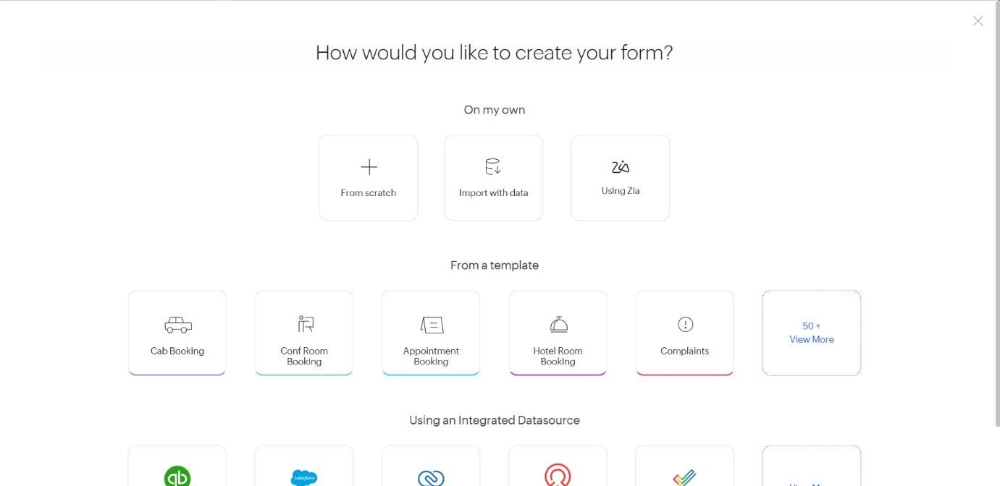 How would you like to create your form?
On my own
From scratch
Import with data
Zia
Using Zia
From a template
Cab Booking
Conf Room
Booking
Appointment
Booking
Hotel Room
Booking
Complaints
50 +
View More
Using an Integrated Datasource
qb
salesforce